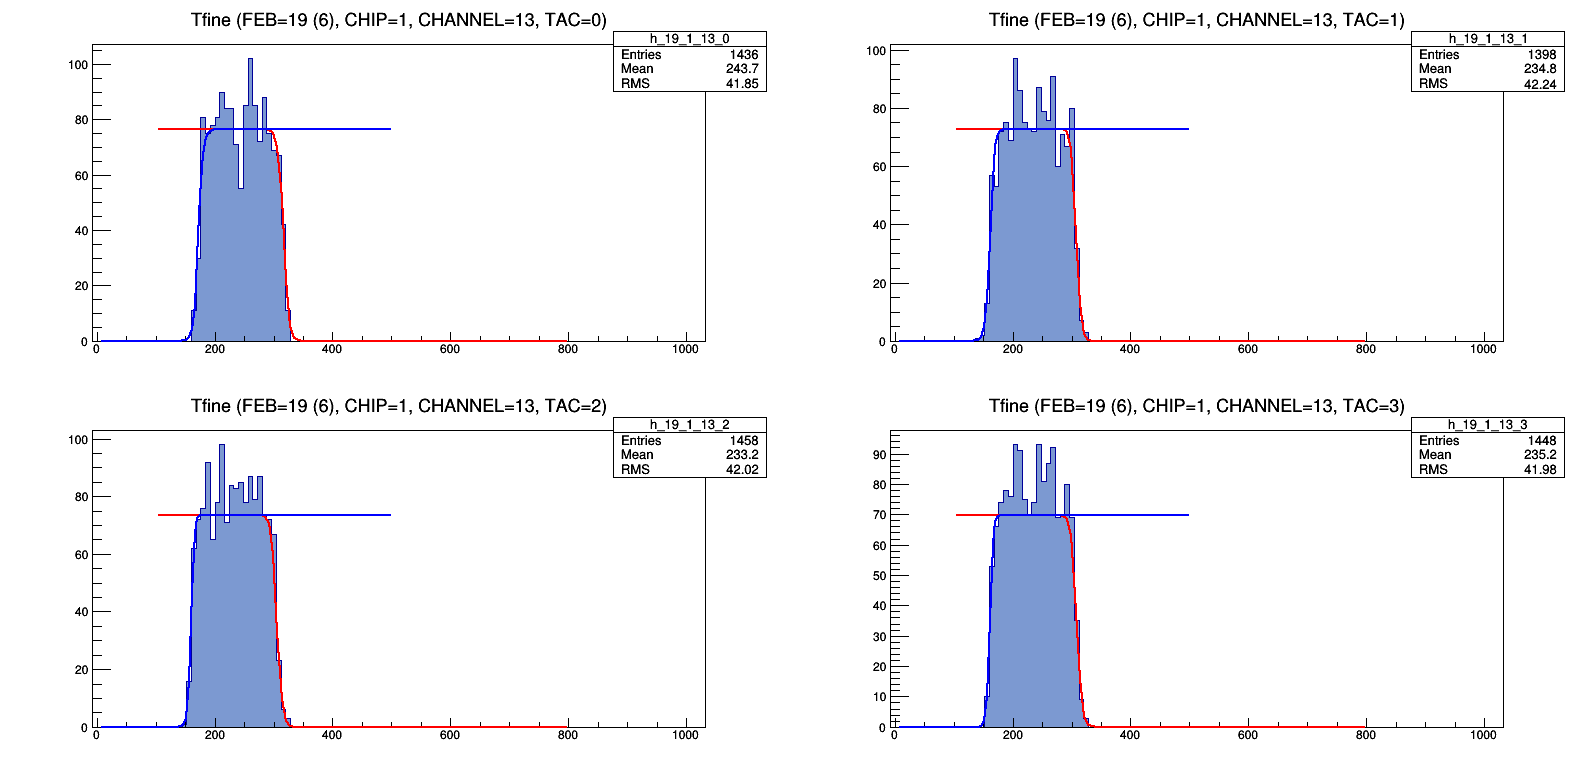 Tfine (FEB=19 (6), CHIP=1, CHANNEL=13, TAC=0)
h_19_1_13_0
Entries 1436
Mean 243.7
RMS 41.85
100
80
60
40
20
0
0 200 400 600 800 1000
Tfine (FEB=19 (6), CHIP=1, CHANNEL=13, TAC=1)
h_19_1_13_1
Entries 1398
Mean 234.8
RMS 42.24
100
80
60
40
20
0
0 200 400 600 800 1000
Tfine (FEB=19 (6), CHIP=1, CHANNEL=13, TAC=2)
h_19_1_13_2
Entries 1458
Mean 233.2
RMS 42.02
100
80
60
40
20
0
0 200 400 600 800 1000
Tfine (FEB=19 (6), CHIP=1, CHANNEL=13, TAC=3)
h_19_1_13_3
Entries 1448
Mean 235.2
RMS 41.98
90
80
70
60
50
40
30
20
10
0
0 200 400 600 800 1000